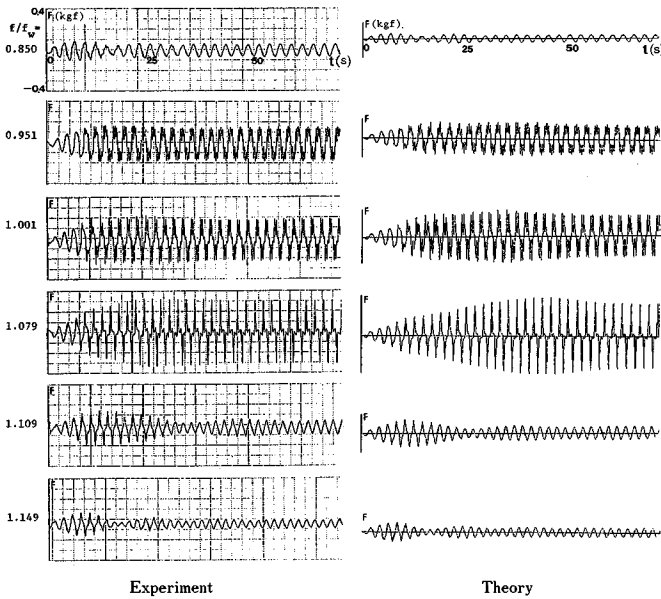 f/fw=
0.4
F(kgf)
0.850
0
25
50
t(s)
-0.4
F(kgf)
0
25
50
t(s)
0.951
F
F
1.001
F
F
1.079
F
F
1.109
F
F
1.149
F
F
Experiment
Theory